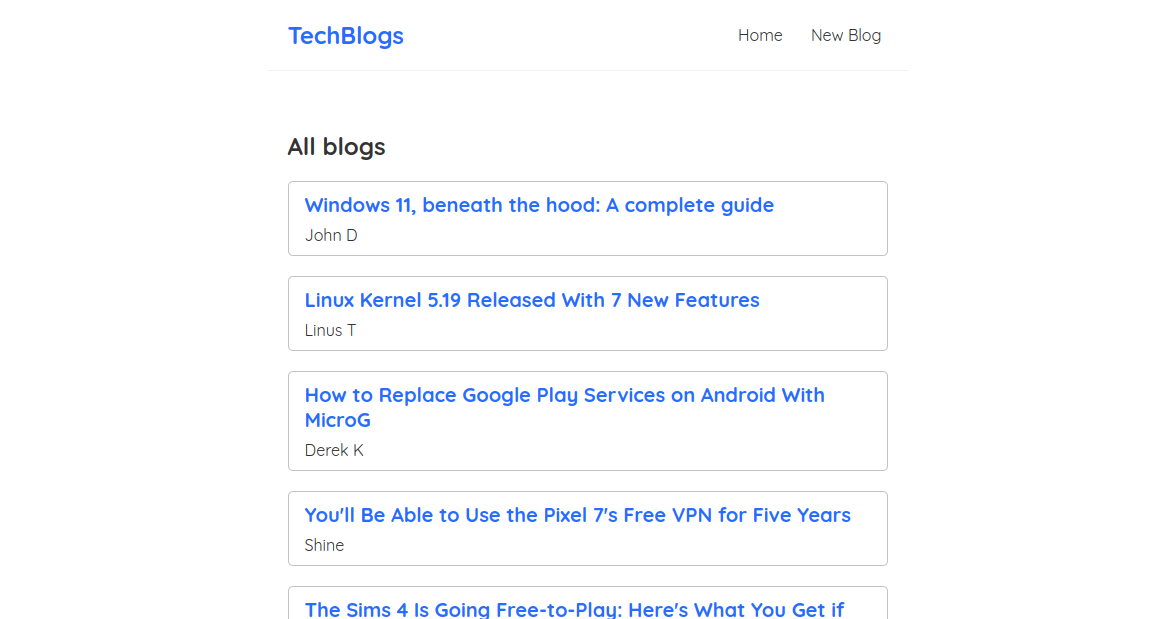 TechBlogs
Home
New Blog
All blogs
Windows 11, beneath the hood: A complete guide
John D
Linux Kernel 5.19 Released With 7 New Features
Linus T
How to Replace Google Play Services on Android With
MicroG
Derek K
You'll Be Able to Use the Pixel 7's Free VPN for Five Years
Shine
The Sims 4 Is Going Free-to-Play: Here's What You Get if